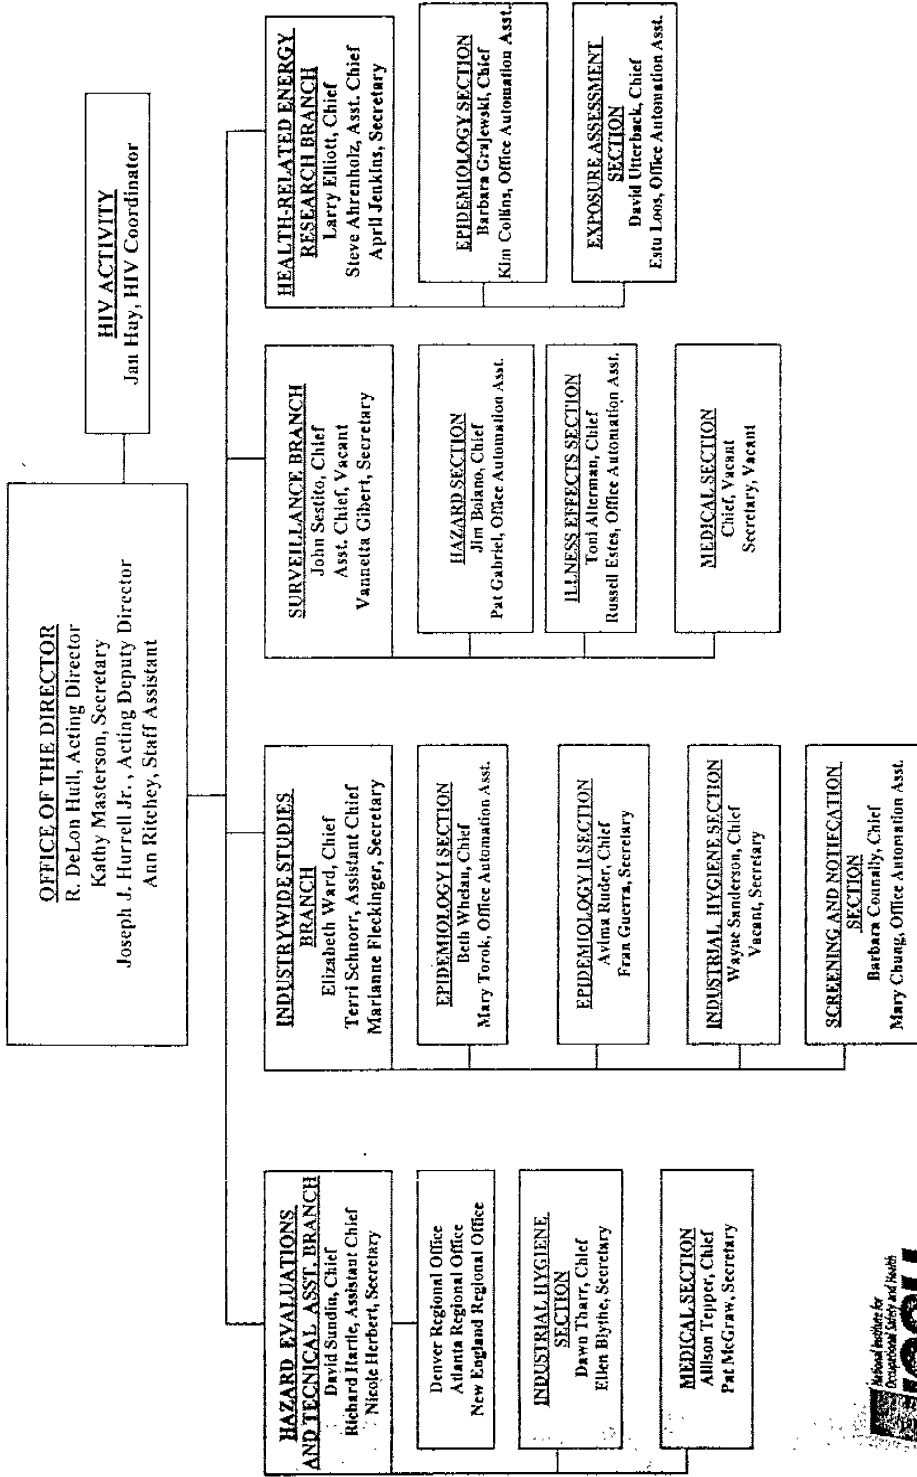 OFFICE OF THE DIRECTOR
R. DeLon Hull, Acting Director
Kathy Masterson, Secretary
Joseph J. Hurrell Jr., Acting Deputy Director
Ann Ritchey, Staff Assistant
HIV ACTIVITY
Jan Huy, HIV Coordinator
HAZARD EVALUATIONS
AND TECNICAL ASST. BRANCH
David Sundin, Chief
Richard Hartle, Assistant Chief
Nicole Herbert, Secretary
Denver Regional Office
Atlanta Regional Office
New England Regional Office
INDUSTRIAL HYGIENE
SECTION
Dawn Tharr, Chief
Ellen Blythe, Secretary
MEDICAL SECTION
Allison Tepper, Chief
Pat McGraw, Secretary
INDUSTRYWIDE STUDIES
BRANCH
Elizabeth Ward, Chief
Terri Schnorr, Assistant Chief
Marianne Fleckinger, Secretary
EPIDEMIOLOGY I SECTION
Beth Whelan, Chief
Mary Torok, Office Automation Asst.
EPIDEMIOLOGY II SECTION
Avima Ruder, Chief
Fran Guerra, Secretary
INDUSTRIAL HYGIENE SECTION
Wayne Sanderson, Chief
Vacant, Secretary
SCREENING AND NOTIFCATION
SECTION
Barbara Connally, Chief
Mary Chung, Office Automation Asst.
SURVEILLANCE BRANCH
John Sestito, Chief
Asst. Chief, Vacant
Vannetta Gibert, Secretary
HAZARD SECTION
Jim Boiano, Chief
Pat Gabriel, Office Automation Asst.
ILLNESS EFFECTS SECTION
Toni Alterman, Chief
Russell Estes, Office Automation Asst.
MEDICAL SECTION
Chief, Vacant
Secretary, Vacant
HEALTH-RELATED ENERGY
RESEARCH BRANCH
Larry Elliott, Chief
Steve Ahrenholz, Asst. Chief
April Jenkins, Secretary
EPIDEMIOLOGY SECTION
Barbara Grajewski, Chief
Kim Collins, Office Automation Asst.
EXPOSURE ASSESSMENT
SECTION
David Utterback, Chief
Estu Loos, Office Automation Asst.
National Institute for
Occupational Safety and Health